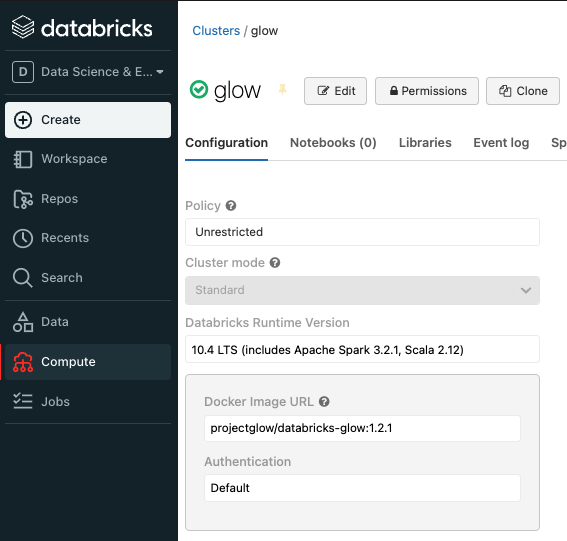 databricks
D Data Science & E...
Create
Workspace
Repos
Recents
Search
Data
Compute
Jobs
Clusters / glow
glow
Edit
Permissions
Clone
Configuration Notebooks (0) Libraries Event log Sp
Policy ?
Unrestricted
Cluster mode ?
Standard
Databricks Runtime Version
10.4 LTS (includes Apache Spark 3.2.1, Scala 2.12)
Docker Image URL ?
projectglow/databricks-glow:1.2.1
Authentication
Default